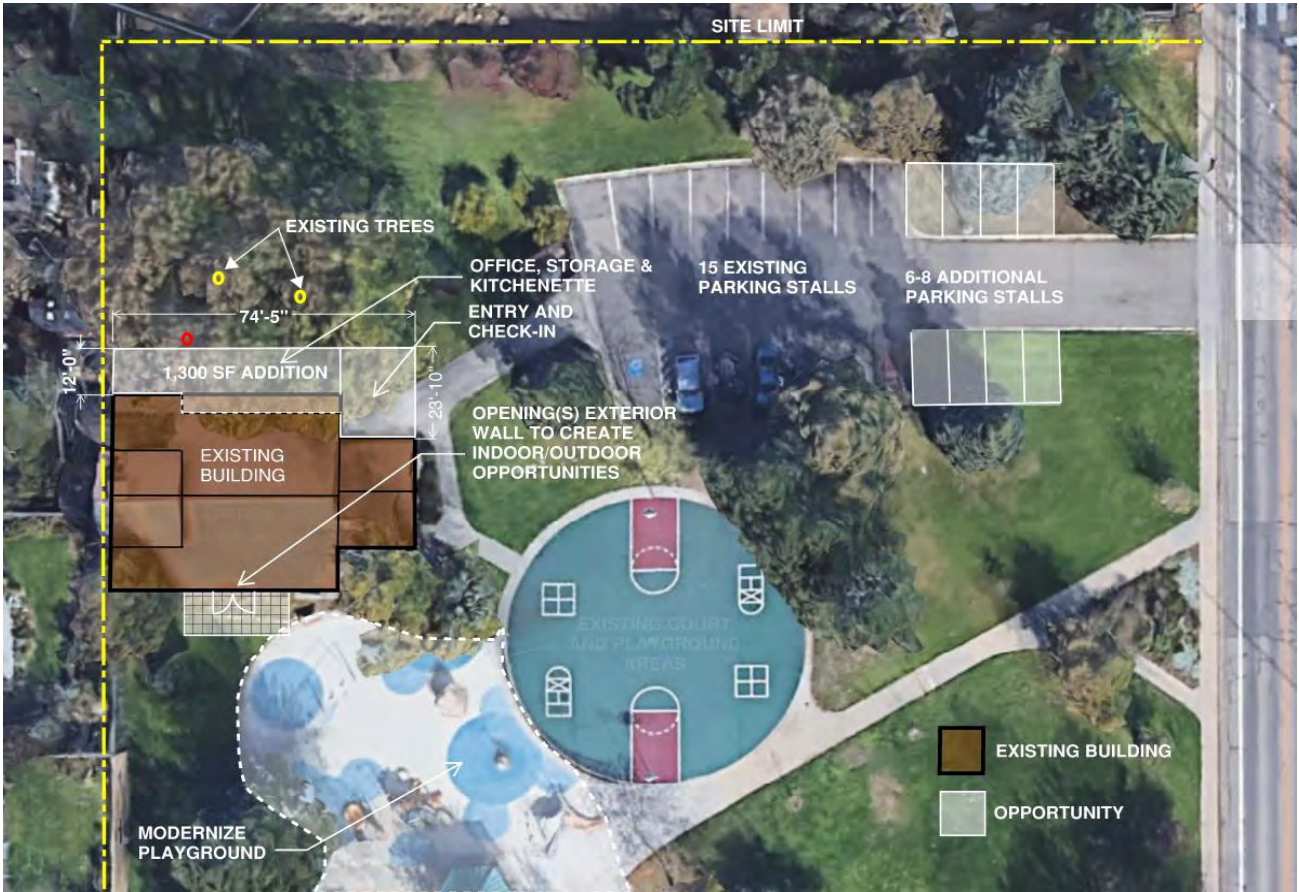 SITE LIMIT
EXISTING TREES
OFFICE, STORAGE &
KITCHENETTE
15 EXISTING
PARKING STALLS
6-8 ADDITIONAL
PARKING STALLS
ENTRY AND
CHECK-IN
74'-5"
12'-0"
1,300 SF ADDITION
23'-10"
OPENING(S) EXTERIOR
WALL TO CREATE
INDOOR/OUTDOOR
OPPORTUNITIES
EXISTING
BUILDING
EXISTING COURT
AND PLAYGROUND
AREAS
EXISTING BUILDING
OPPORTUNITY
MODERNIZE
PLAYGROUND